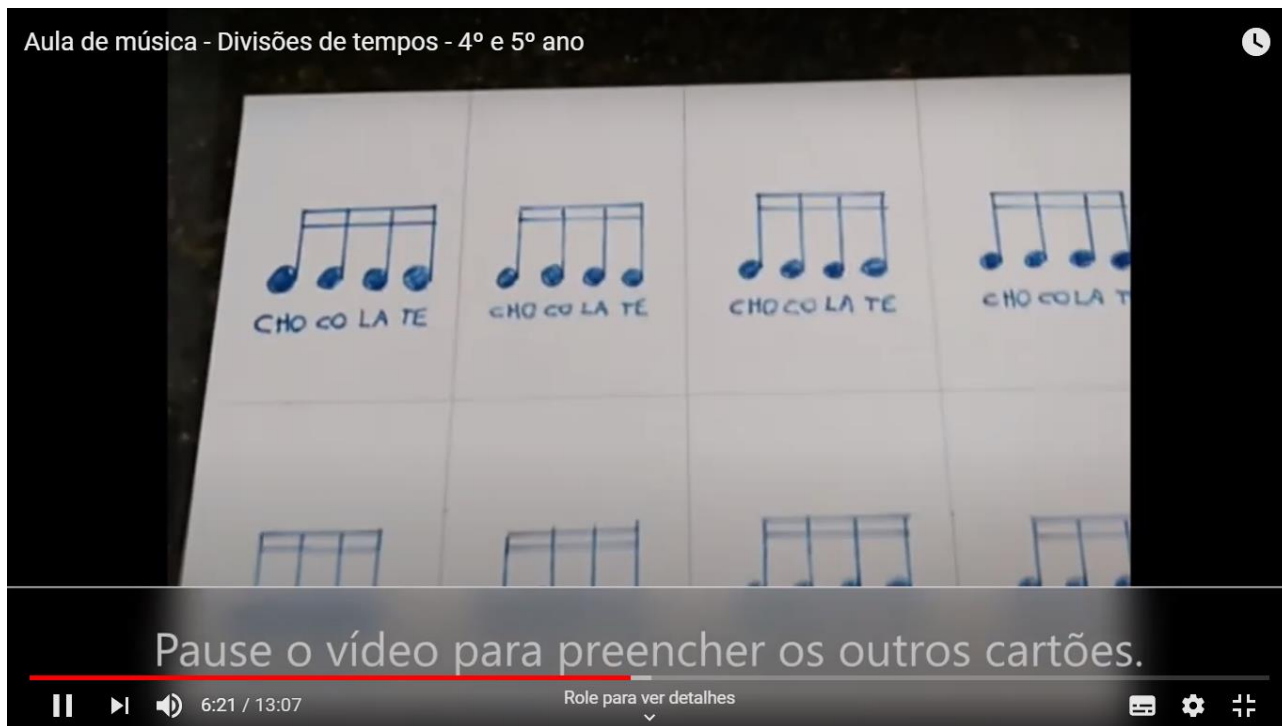 Aula de música - Divisões de tempos - 4º e 5º ano
CHO CO LA TE CHO CO LA TE CHO CO LA TE CHO CO LA T
Pause o vídeo para preencher os outros cartões.
6:21 / 13:07
Role para ver detalhes